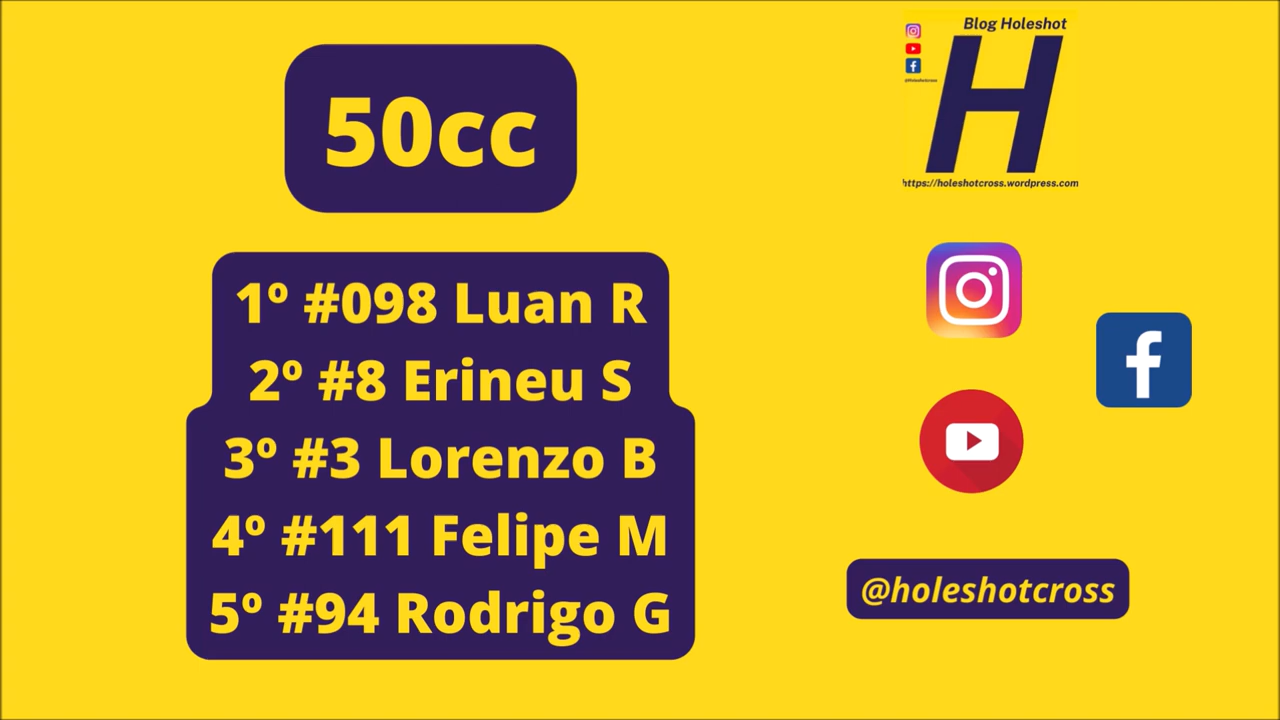 50cc
1º #098 Luan R
2º #8 Erineu S
3º #3 Lorenzo B
4º #111 Felipe M
5º #94 Rodrigo G
Blog Holeshot
@holeshotcross
H
https://holeshotcross.wordpress.com
f
@holeshotcross